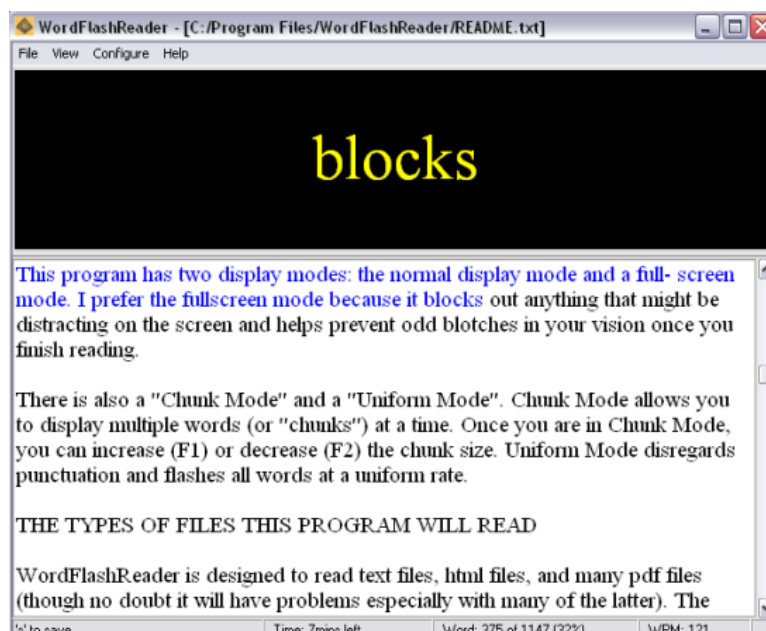 WordFlashReader - [C:/Program Files/WordFlashReader/README.txt]
File View Configure Help
blocks
This program has two display modes: the normal display mode and a full- screen
mode. I prefer the fullscreen mode because it blocks out anything that might be
distracting on the screen and helps prevent odd blotches in your vision once you
finish reading.
There is also a "Chunk Mode" and a "Uniform Mode". Chunk Mode allows you
to display multiple words (or "chunks") at a time. Once you are in Chunk Mode,
you can increase (F1) or decrease (F2) the chunk size. Uniform Mode disregards
punctuation and flashes all words at a uniform rate.
THE TYPES OF FILES THIS PROGRAM WILL READ
WordFlashReader is designed to read text files, html files, and many pdf files
(though no doubt it will have problems especially with many of the latter). The
's' to save Time: 7mins left Word: 375 of 1147 (32%) WPM: 121